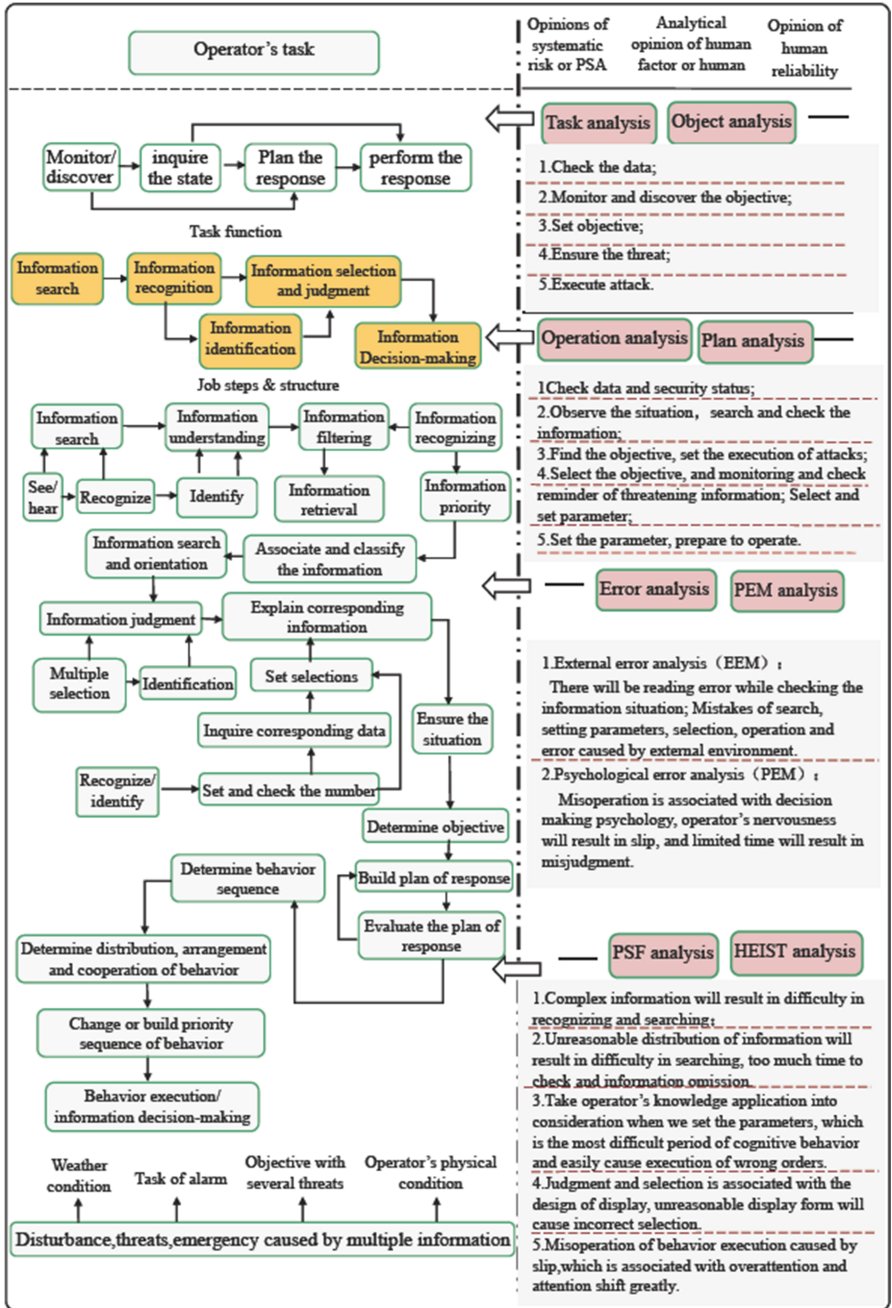 Operator's task
Opinions of
systematic
risk or PSA
Analytical
opinion of human
factor or human
Opinion of
human
reliability
Monitor/
discover
inquire
the state
Plan the
response
perform the
response
Task function
Information
search
Information
recognition
Information selection
and judgment
Information
identification
Information
Decision-making
Job steps & structure
Information
search
Information
understanding
Information
filtering
Information
recognizing
See/
hear
Recognize
Identify
Information
retrieval
Information
priority
Information search
and orientation
Associate and classify
the information
Information judgment
Explain corresponding
information
Multiple
selection
Identification
Set selections
Inquire corresponding data
Ensure the
situation
Recognize/
identify
Set and check the number
Determine objective
Determine behavior
sequence
Build plan of response
Evaluate the plan of
response
Determine distribution, arrangement
and cooperation of behavior
Change or build priority
sequence of behavior
Behavior execution/
information decision-making
Weather
condition
Task of alarm
Objective with
several threats
Operator's physical
condition
Disturbance,threats,emergency caused by multiple information
Task analysis
Object analysis
1.Check the data;
2.Monitor and discover the objective;
3.Set objective;
4.Ensure the threat;
5.Execute attack.
Operation analysis
Plan analysis
1Check data and security status;
2.Observe the situation，search and check the
information;
3.Find the objective, set the execution of attacks;
4.Select the objective, and monitoring and check
reminder of threatening information; Select and
set parameter;
5.Set the parameter, prepare to operate.
Error analysis
PEM analysis
1.External error analysis（EEM）：
There will be reading error while checking the
information situation; Mistakes of search,
setting parameters, selection, operation and
error caused by external environment.
2.Psychological error analysis（PEM）：
Misoperation is associated with decision
making psychology, operator's nervousness
will result in slip, and limited time will result in
misjudgment.
PSF analysis
HEIST analysis
1.Complex information will result in difficulty in
recognizing and searching;
2.Unreasonable distribution of information will
result in difficulty in searching, too much time to
check and information omission.
3.Take operator's knowledge application into
consideration when we set the parameters, which
is the most difficult period of cognitive behavior
and easily cause execution of wrong orders.
4.Judgment and selection is associated with the
design of display, unreasonable display form will
cause incorrect selection.
5.Misoperation of behavior execution caused by
slip,which is associated with overattention and
attention shift greatly.